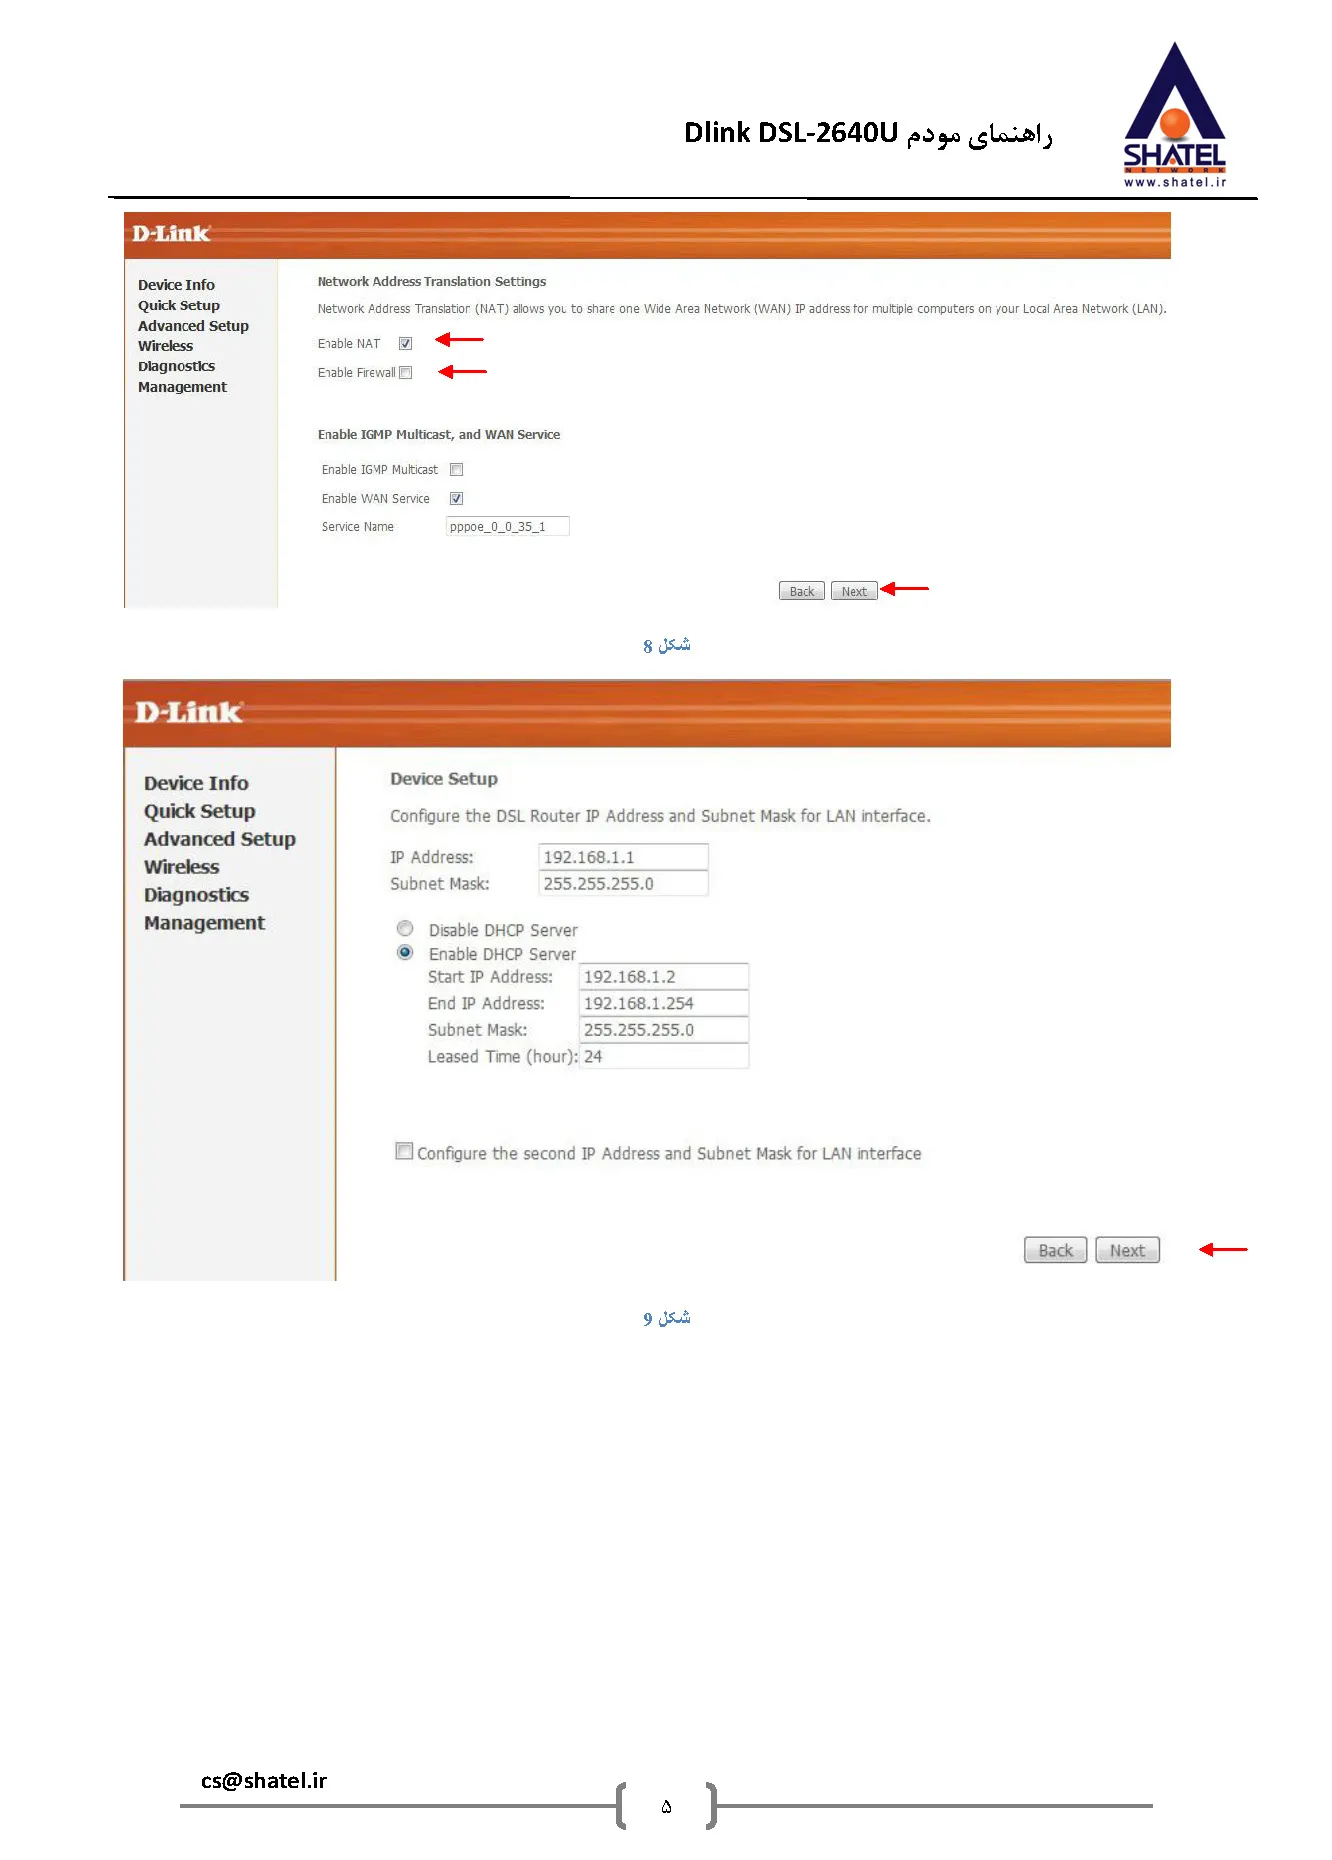 راهنمای مودم Dlink DSL-2640U
SHATEL
NETWORK
www.shatel.ir
D-Link
Device Info
Quick Setup
Advanced Setup
Wireless
Diagnostics
Management
Network Address Translation Settings
Network Address Translation (NAT) allows you to share one Wide Area Network (WAN) IP address for multiple computers on your Local Area Network (LAN).
Enable NAT
Enable Firewall
Enable IGMP Multicast, and WAN Service
Enable IGMP Multicast
Enable WAN Service
Service Name pppoe_0_0_35_1
Back Next
شکل 8
D-Link
Device Info
Quick Setup
Advanced Setup
Wireless
Diagnostics
Management
Device Setup
Configure the DSL Router IP Address and Subnet Mask for LAN interface.
IP Address: 192.168.1.1
Subnet Mask: 255.255.255.0
Disable DHCP Server
Enable DHCP Server
Start IP Address: 192.168.1.2
End IP Address: 192.168.1.254
Subnet Mask: 255.255.255.0
Leased Time (hour): 24
Configure the second IP Address and Subnet Mask for LAN interface
Back Next
شکل 9
cs@shatel.ir
۵